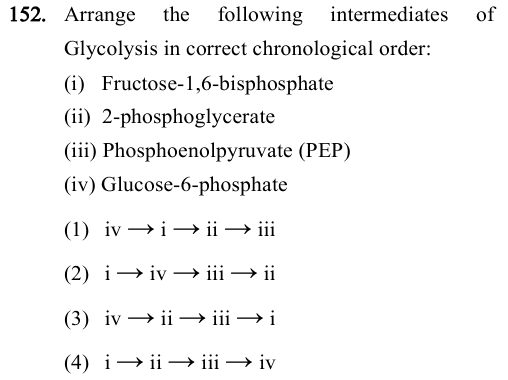 152. Arrange the following intermediates of
Glycolysis in correct chronological order:
(i) Fructose-1,6-bisphosphate
(ii) 2-phosphoglycerate
(iii) Phosphoenolpyruvate (PEP)
(iv) Glucose-6-phosphate
(1) iv → i → ii → iii
(2) i → iv → iii → ii
(3) iv → ii → iii → i
(4) i → ii → iii → iv